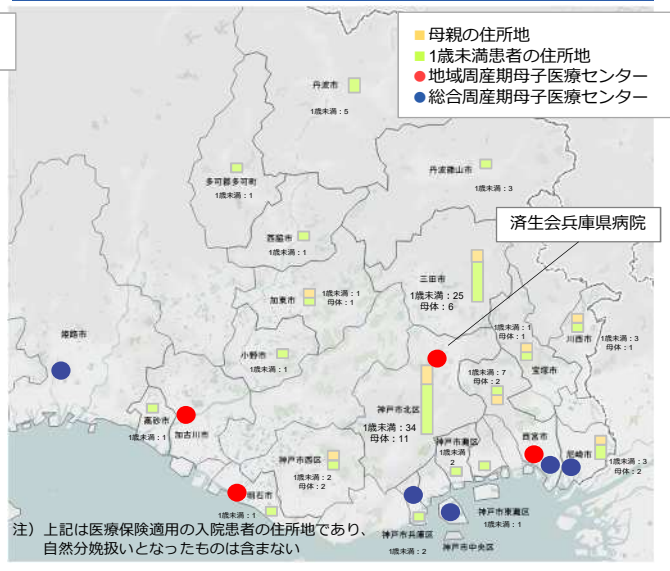 母親の住所地
1歳未満患者の住所地
地域周産期母子医療センター
総合周産期母子医療センター
丹波市
1歳未満：5
多可郡多可町
1歳未満：1
丹波篠山市
1歳未満：3
済生会兵庫県病院
西脇市
1歳未満：1
三田市
1歳未満：25
母体：6
加東市
1歳未満：1
母体：1
姫路市
小野市
1歳未満：1
1歳未満：1
母体：1
宝塚市
川西市
1歳未満：3
母体：1
1歳未満：7
母体：2
神戸市北区
1歳未満：34
母体：11
高砂市
1歳未満：1
加古川市
神戸市西区
1歳未満：2
母体：2
神戸市灘区
1歳未満：
2
西宮市
尼崎市
1歳未満：3
母体：2
明石市
1歳未満：1
神戸市兵庫区
1歳未満：2
神戸市中央区
神戸市東灘区
1歳未満：1
注）上記は医療保険適用の入院患者の住所地であり、
自然分娩扱いとなったものは含まない